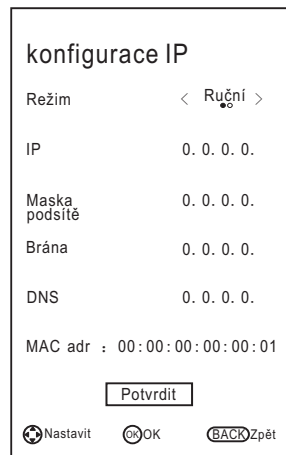 konfigurace IP
Režim < Ruční >
IP 0. 0. 0. 0.
Maska
podsítě 0. 0. 0. 0.
Brána 0. 0. 0. 0.
DNS 0. 0. 0. 0.
MAC adr : 00:00:00:00:00:01
Potvrdit
Nastavit OK OK BACK Zpět